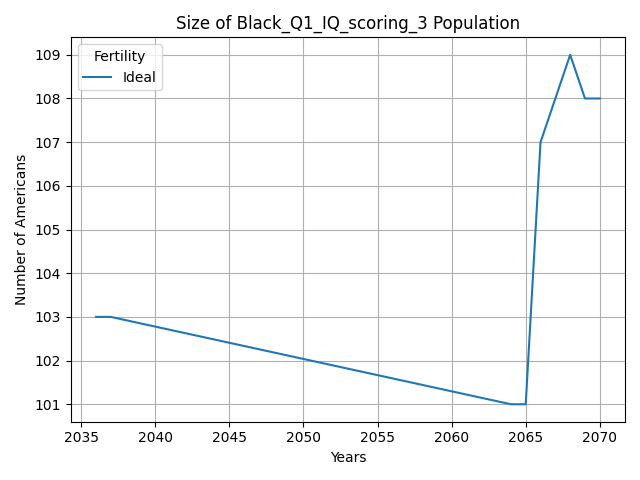 Size of Black_Q1_IQ_scoring_3 Population
Fertility
Ideal
Number of Americans
109
108
107
106
105
104
103
102
101
2035 2040 2045 2050 2055 2060 2065 2070
Years